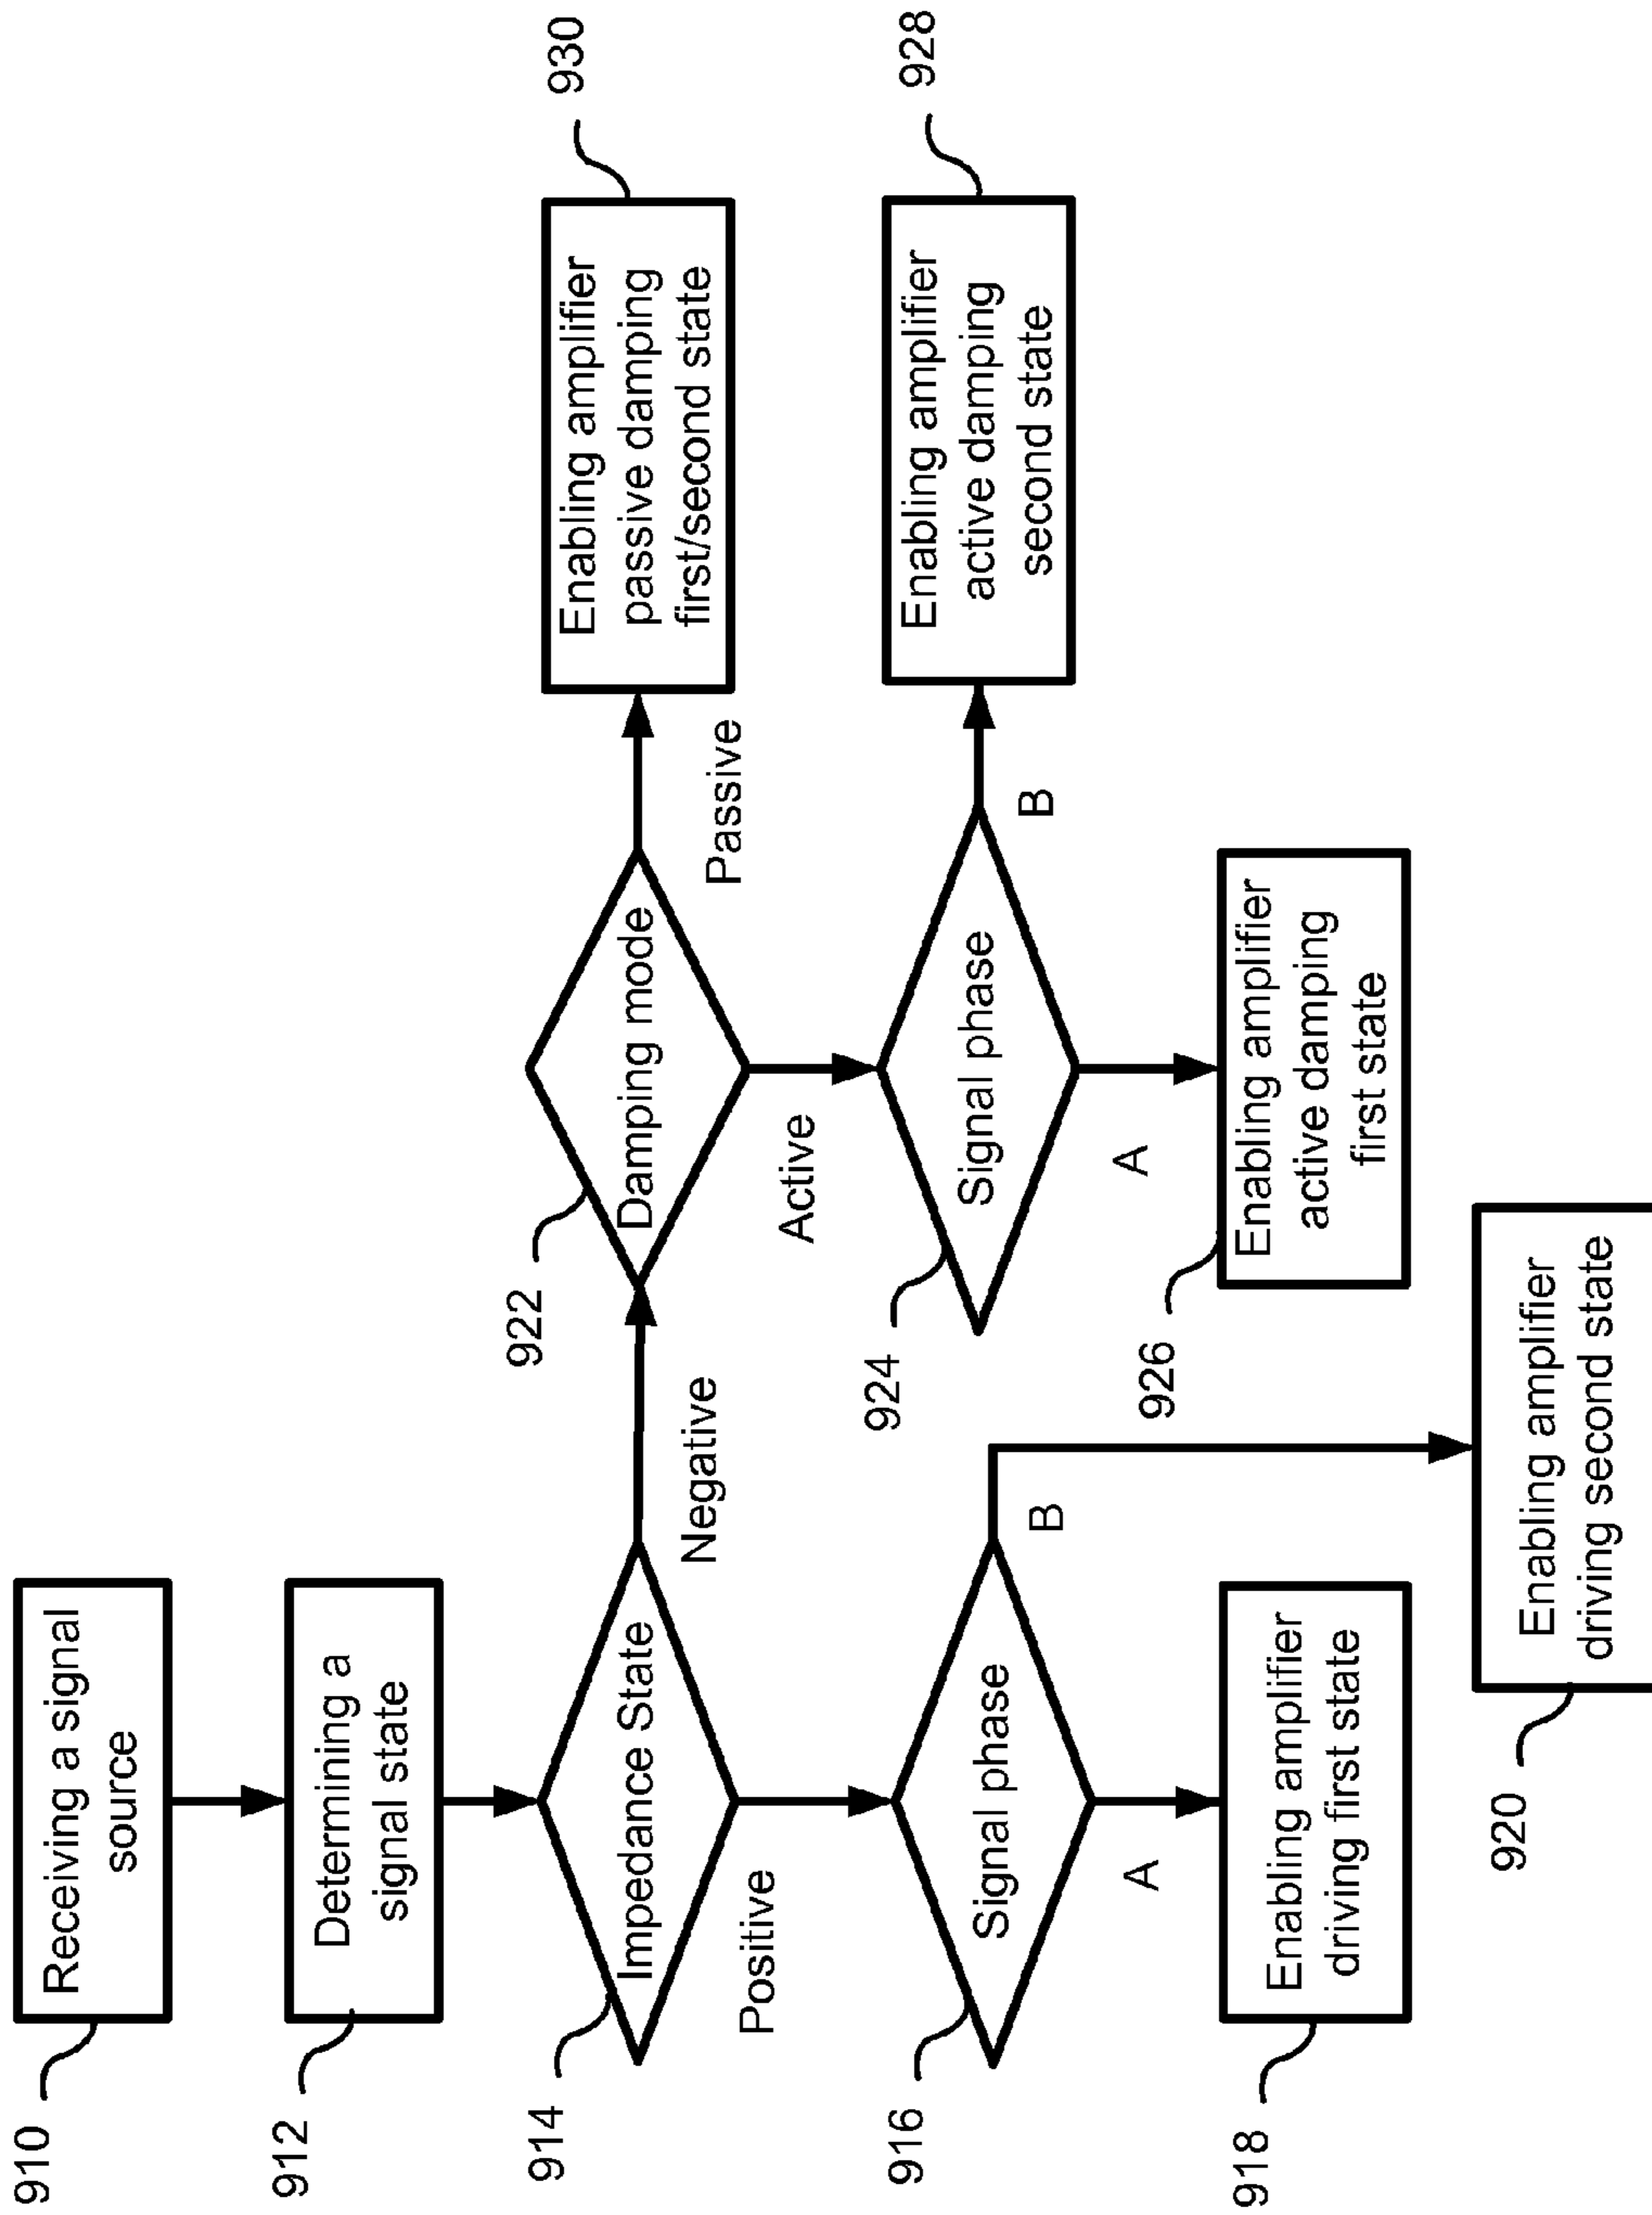 910
Receiving a signal
source
912
Determining a
signal state
914
Impedance State
Negative
Positive
916
Signal phase
B
A
918
Enabling amplifier
driving first state
920
Enabling amplifier
driving second state
922
Damping mode
Passive
Active
930
Enabling amplifier
passive damping
first/second state
924
Signal phase
B
A
928
Enabling amplifier
active damping
second state
926
Enabling amplifier
active damping
first state